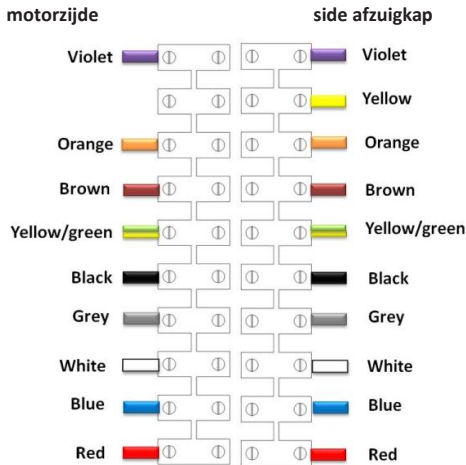 motorzijde side afzuigkap
Violet Violet
Yellow
Orange Orange
Brown Brown
Yellow/green Yellow/green
Black Black
Grey Grey
White White
Blue Blue
Red Red